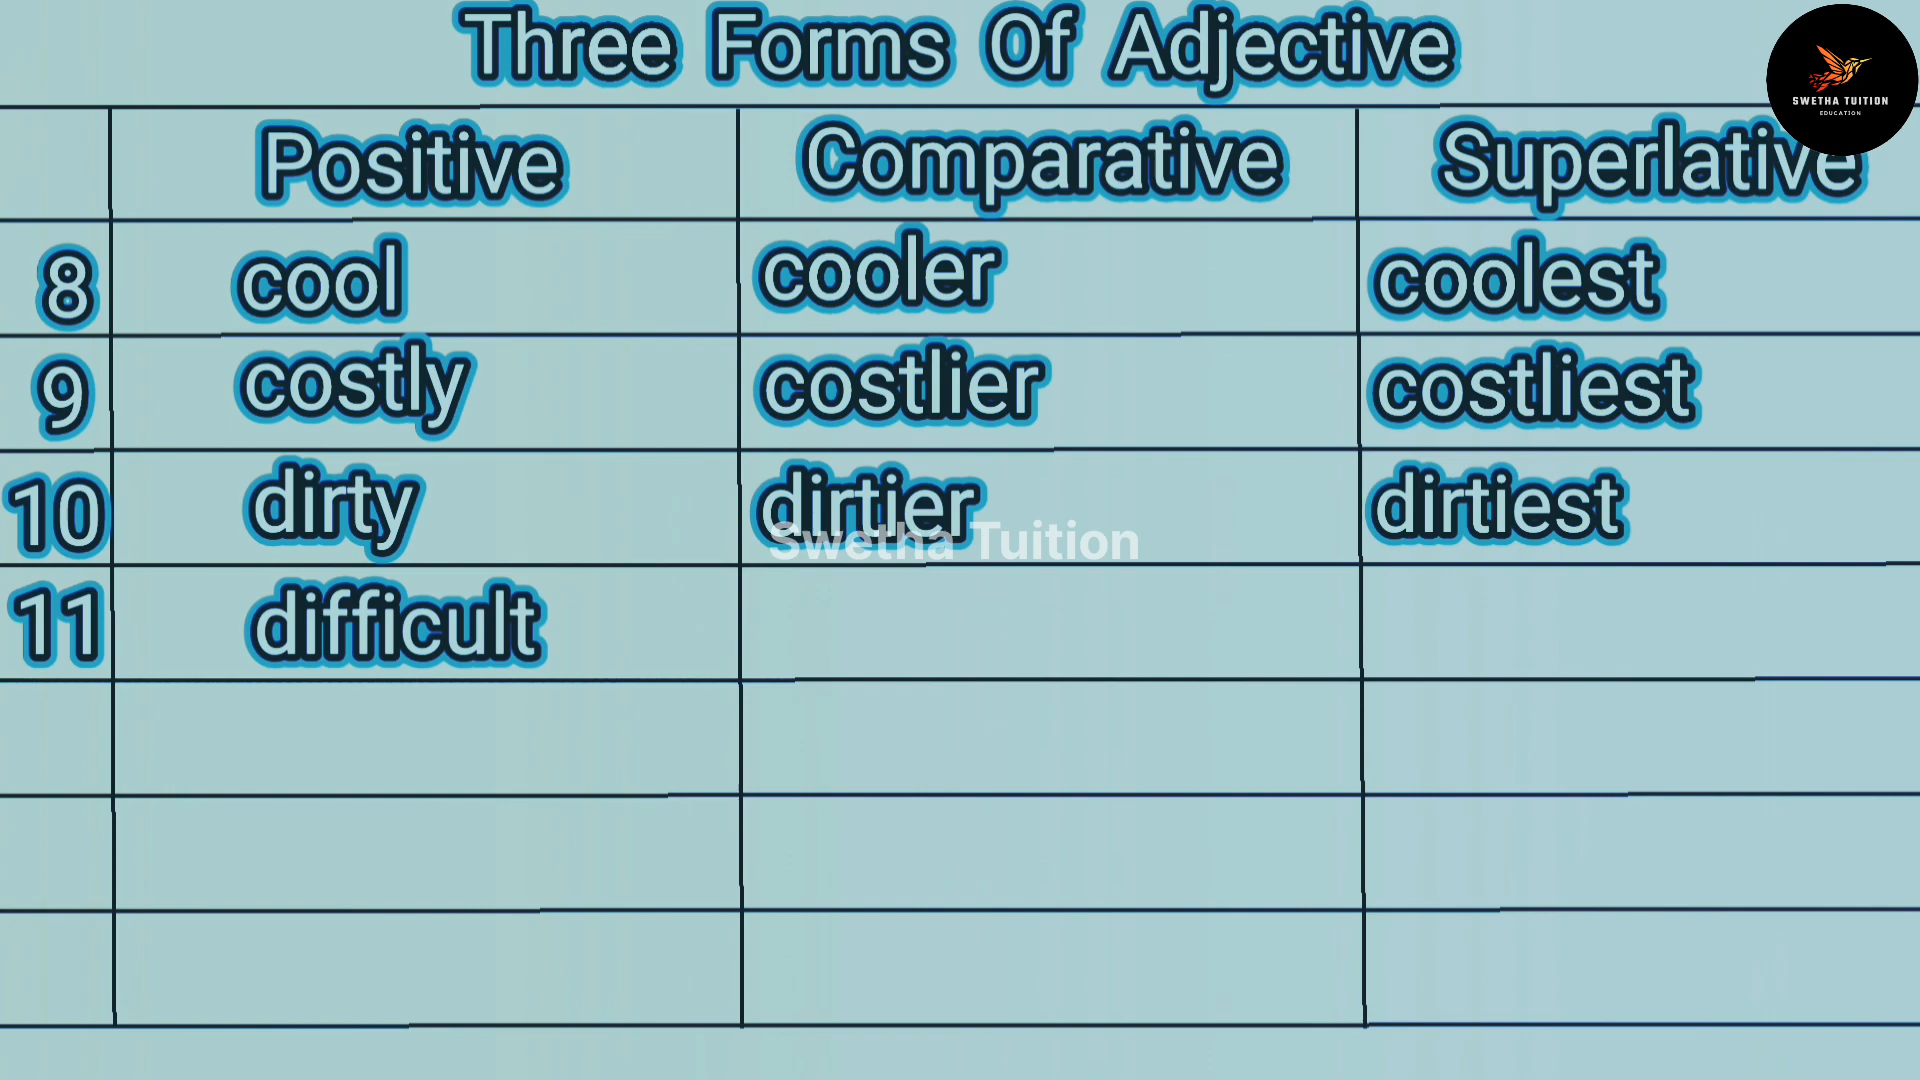 Three Forms Of Adjective
SWETHA TUITION
EDUCATION
Positive Comparative Superlative
8 cool cooler coolest
9 costly costlier costliest
10 dirty dirtier dirtiest
Swetha Tuition
11 difficult